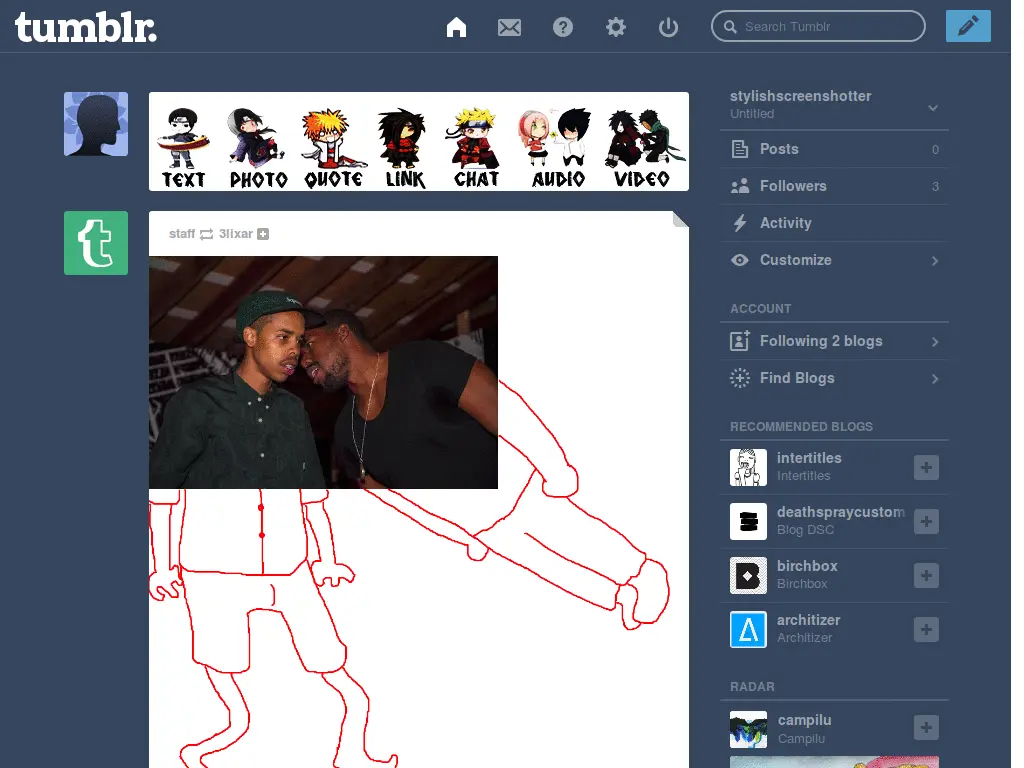 tumblr.
Search Tumblr
TEXT PHOTO QUOTE LINK CHAT AUDIO VIDEO
staff 3lixar
stylishscreenshotter
Untitled
Posts 0
Followers 3
Activity
Customize
ACCOUNT
Following 2 blogs
Find Blogs
RECOMMENDED BLOGS
intertitles
Intertitles
deathspraycustom
Blog DSC
birchbox
Birchbox
architizer
Architizer
RADAR
campilu
Campilu